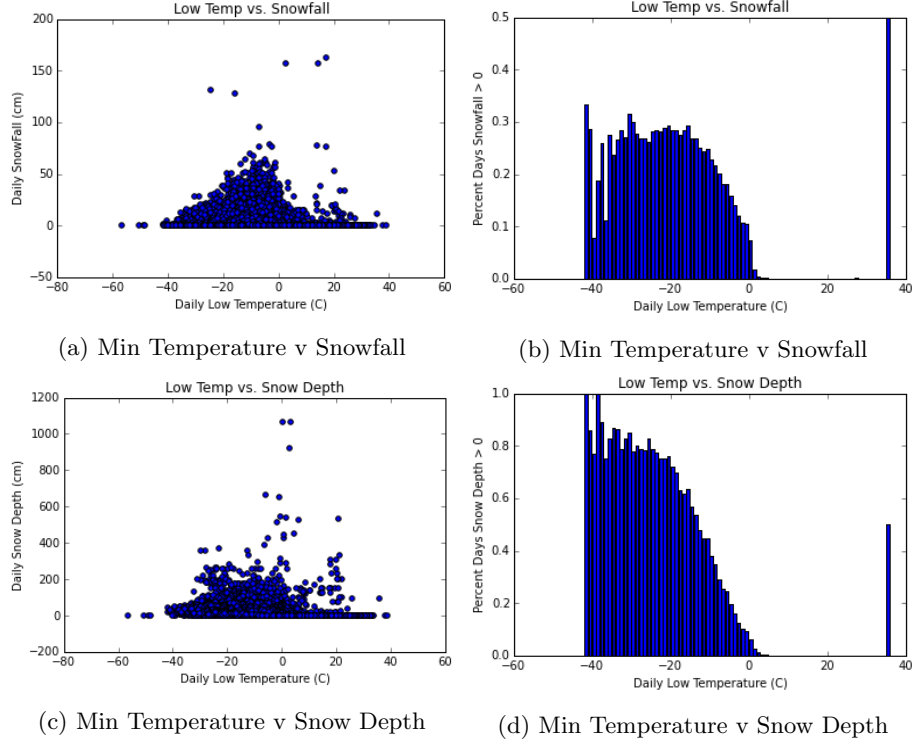 Low Temp vs. Snowfall
200
150
100
50
0
−50
Daily SnowFall (cm)
−80 −60 −40 −20 0 20 40 60
Daily Low Temperature (C)
(a) Min Temperature v Snowfall
Low Temp vs. Snowfall
0.5
0.4
0.3
0.2
0.1
0.0
Percent Days Snowfall > 0
−60 −40 −20 0 20 40
Daily Low Temperature (C)
(b) Min Temperature v Snowfall
Low Temp vs. Snow Depth
1200
1000
800
600
400
200
0
−200
Daily Snow Depth (cm)
−80 −60 −40 −20 0 20 40 60
Daily Low Temperature (C)
(c) Min Temperature v Snow Depth
Low Temp vs. Snow Depth
1.0
0.8
0.6
0.4
0.2
0.0
Percent Days Snow Depth > 0
−60 −40 −20 0 20 40
Daily Low Temperature (C)
(d) Min Temperature v Snow Depth